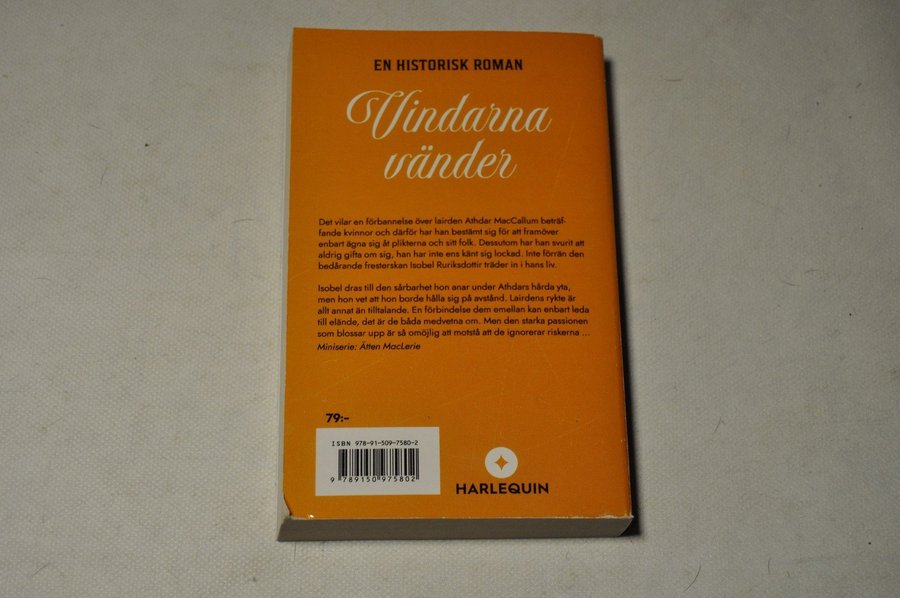 EN HISTORISK ROMAN
Vindarna
vänder
Det vilar en förbannelse över lairden Athdar MacCallum beträf-
fande kvinnor och därför har han bestämt sig för att framöver
enbart ägna sig åt plikterna och sitt folk. Dessutom har han svurit att
aldrig gifta om sig, han har inte ens känt sig lockad. Inte förrän den
bedårande fresterskan Isobel Ruriksdottir träder in i hans liv.
Isobel dras till den sårbarhet hon anar under Athdars hårda yta,
men hon vet att hon borde hålla sig på avstånd. Lairdens rykte är
allt annat än tilltalande. En förbindelse dem emellan kan enbart leda
till elände, det är de båda medvetna om. Men den starka passionen
som blossar upp är så omöjlig att motstå att de ignorerar riskerna ...
Miniserie: Ätten MacLerie
79:-
ISBN 978-91-509-7580-2
9 789150 975802
HARLEQUIN